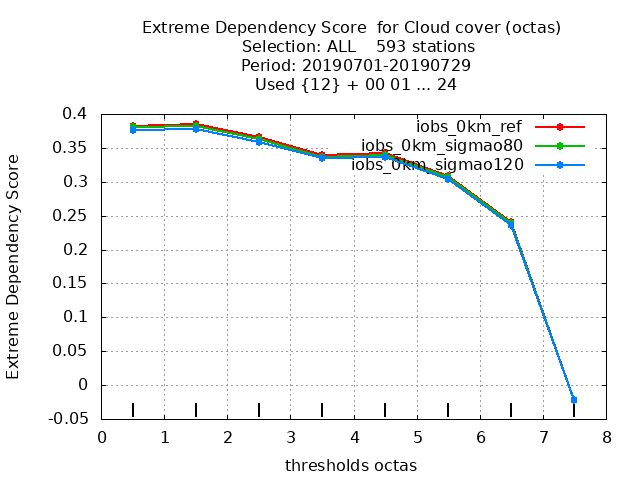 Extreme Dependency Score for Cloud cover (octas)
Selection: ALL 593 stations
Period: 20190701-20190729
Used {12} + 00 01 ... 24
iobs_0km_ref
iobs_0km_sigmao80
iobs_0km_sigmao120
Extreme Dependency Score
0.4
0.35
0.3
0.25
0.2
0.15
0.1
0.05
0
-0.05
0 1 2 3 4 5 6 7 8
thresholds octas